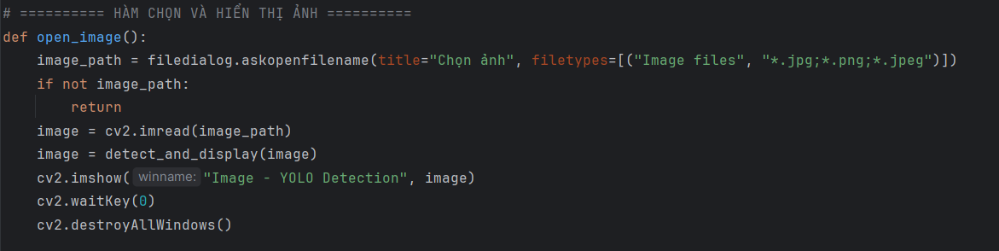 # ========== HÀM CHỌN VÀ HIỂN THỊ ẢNH ==========
def open_image():
    image_path = filedialog.askopenfilename(title="Chọn ảnh", filetypes=[("Image files", "*.jpg;*.png;*.jpeg")])
    if not image_path:
        return
    image = cv2.imread(image_path)
    image = detect_and_display(image)
    cv2.imshow( winname: "Image - YOLO Detection", image)
    cv2.waitKey(0)
    cv2.destroyAllWindows()